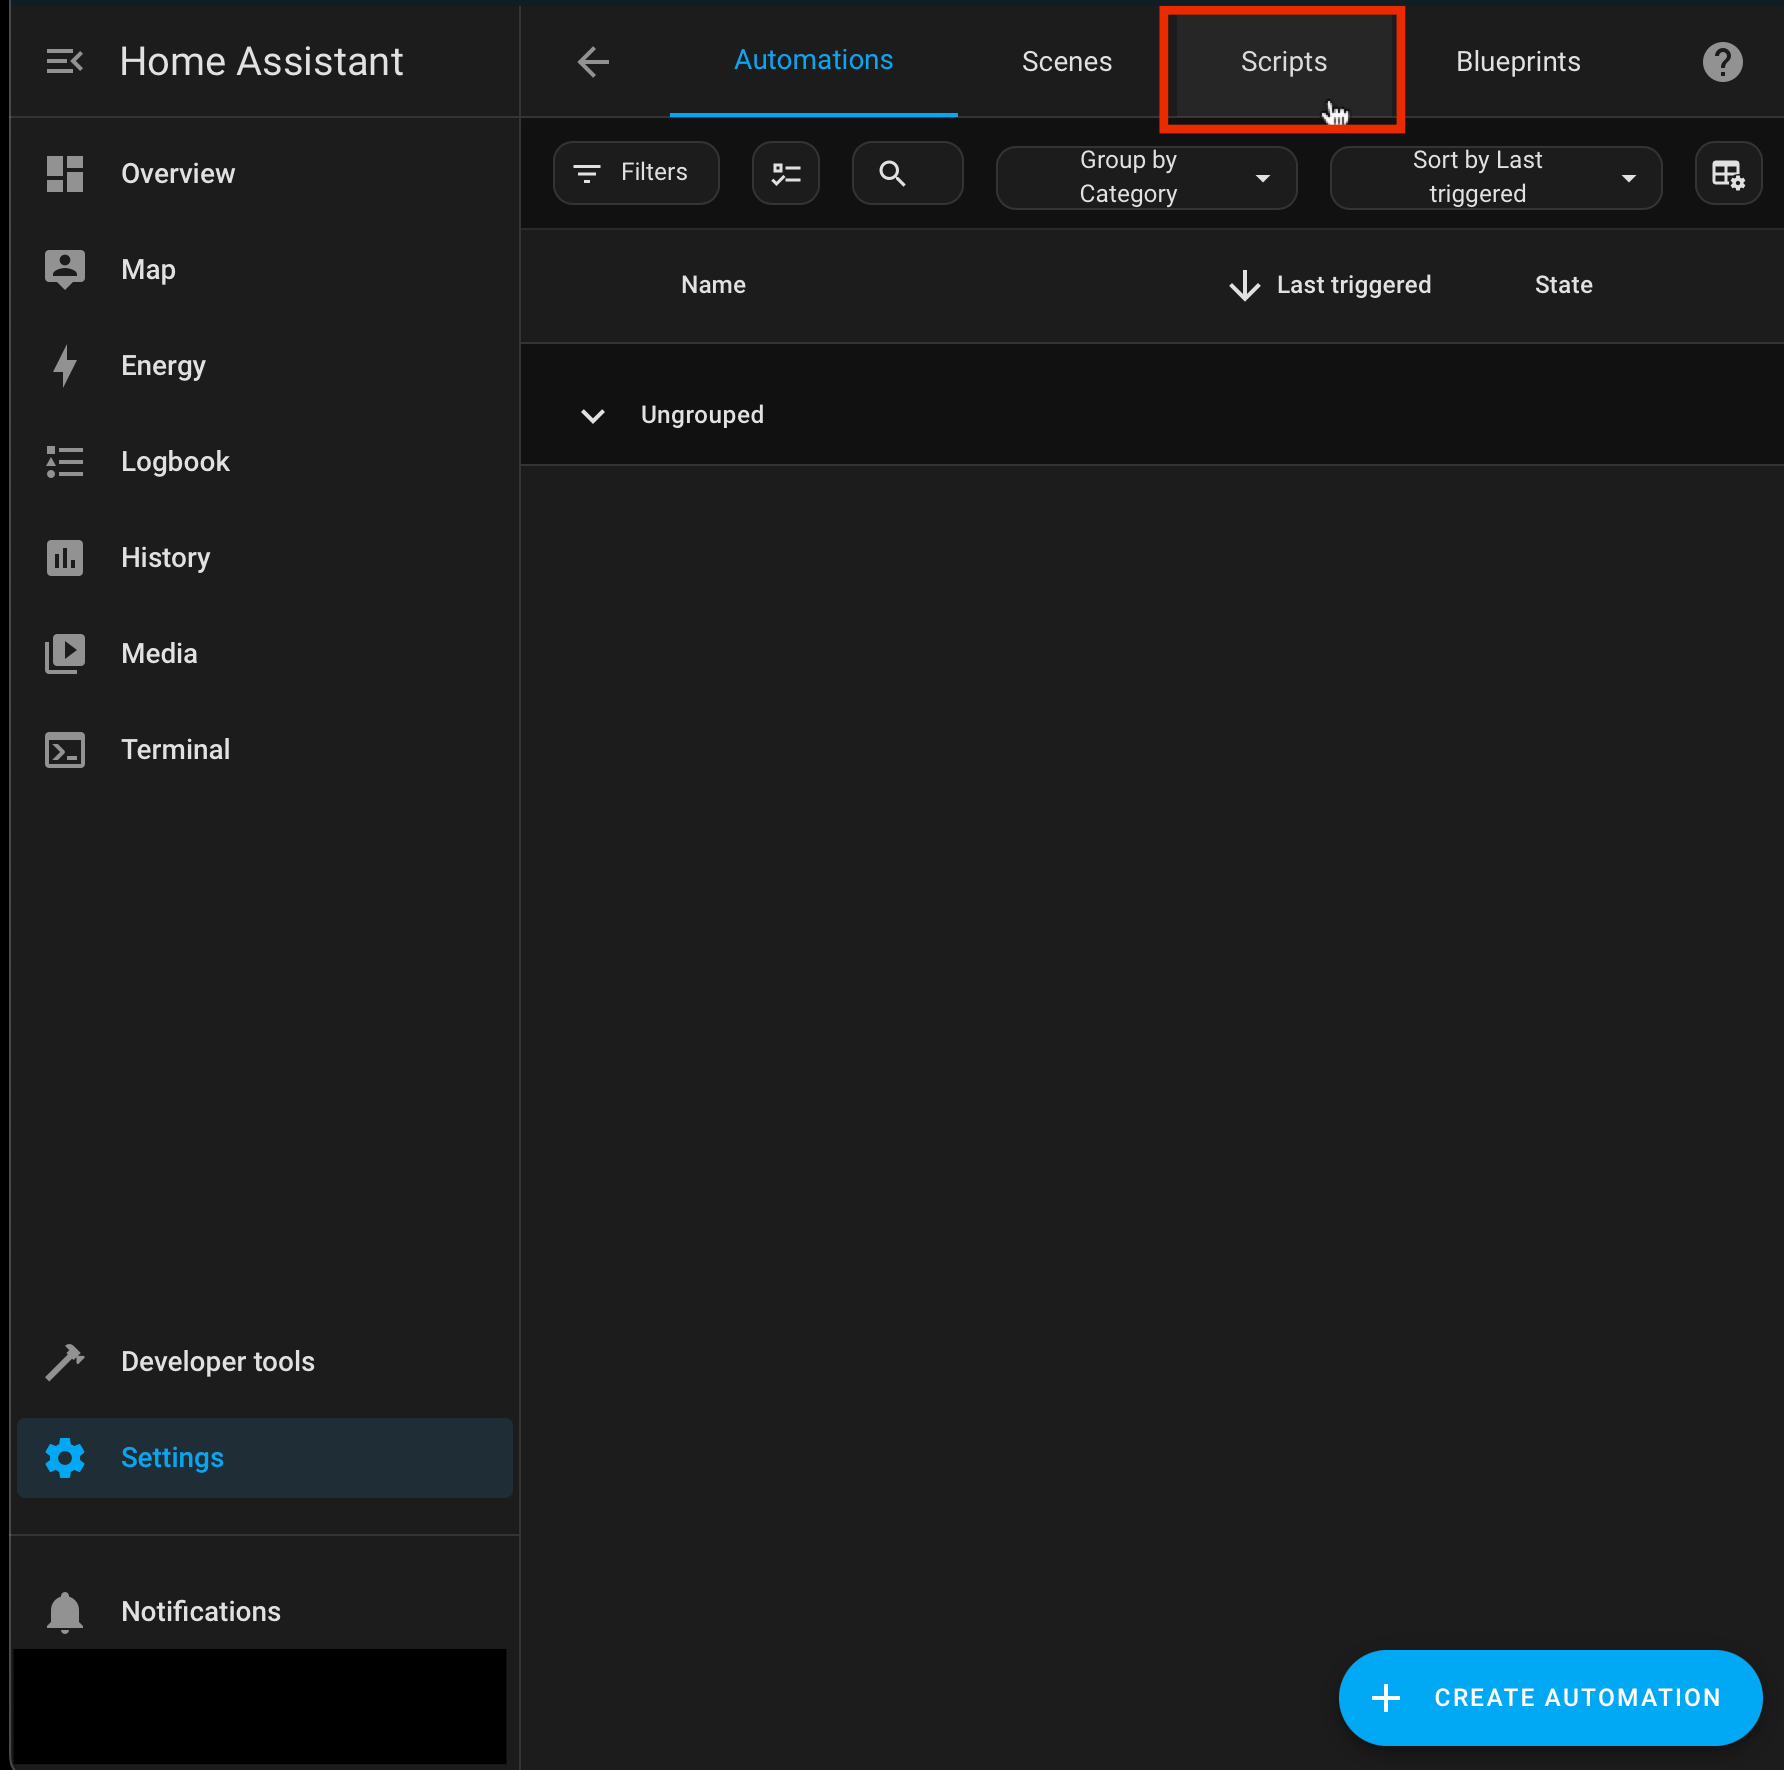 Home Assistant
Automations
Scenes
Scripts
Blueprints
Overview
Map
Energy
Logbook
History
Media
Terminal
Developer tools
Settings
Notifications
Filters
Group by
Category
Sort by Last
triggered
Name
Last triggered
State
Ungrouped
CREATE AUTOMATION